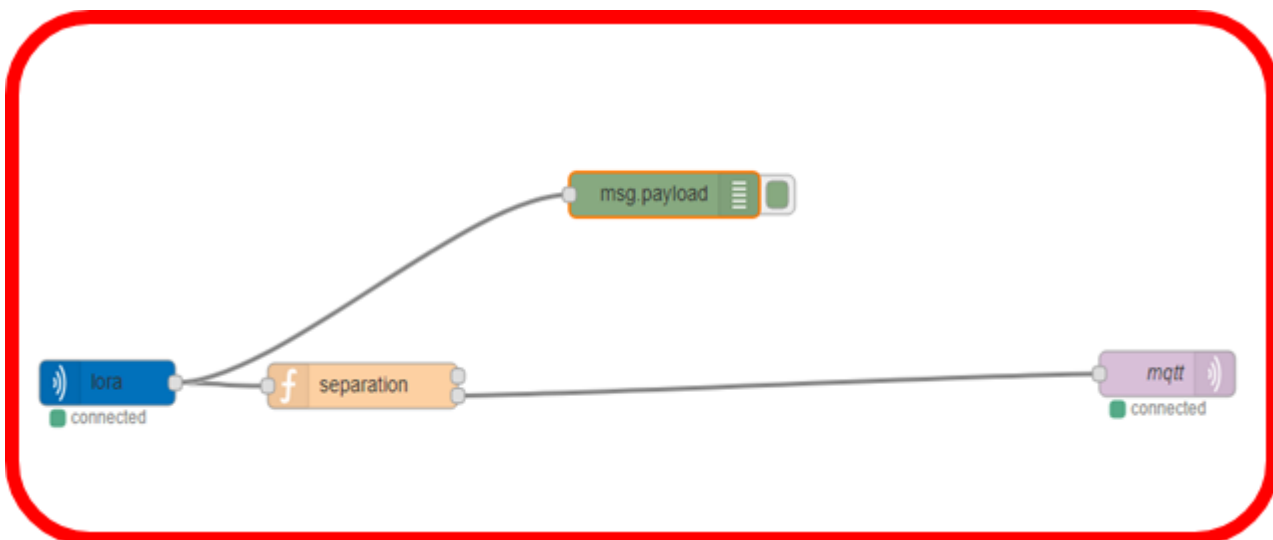 msg.payload
lora
separation
mqtt
connected
connected